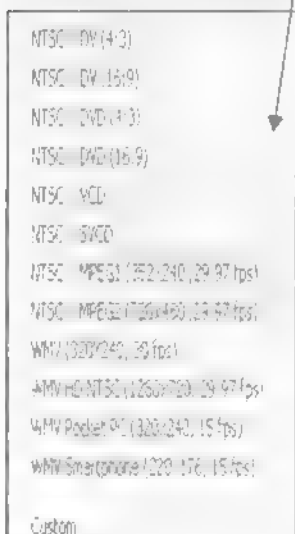 NTSC DV (4:3)
NTSC DV (16:9)
NTSC DVD (4:3)
NTSC DVD (16:9)
NTSC VCD
NTSC SVCD
NTSC MPEG1 (352x240, 29.97 fps)
NTSC MPEG2 (720x480, 29.97 fps)
WMV (320x240, 30 fps)
WMV HD NTSC (1280x720, 29.97 fps)
WMV Pocket PC (320x240, 15 fps)
WMV Smartphone (220x176, 15 fps)
Custom